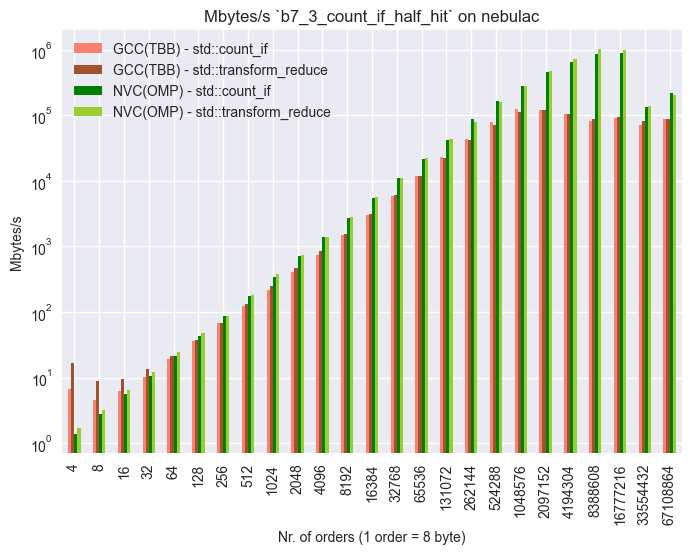 Mbytes/s `b7_3_count_if_half_hit` on nebulac
GCC(TBB) - std::count_if
GCC(TBB) - std::transform_reduce
NVC(OMP) - std::count_if
NVC(OMP) - std::transform_reduce
Mbytes/s
10⁶
10⁵
10⁴
10³
10²
10¹
10⁰
4 8 16 32 64 128 256 512 1024 2048 4096 8192 16384 32768 65536 131072 262144 524288 1048576 2097152 4194304 8388608 16777216 33554432 67108864
Nr. of orders (1 order = 8 byte)